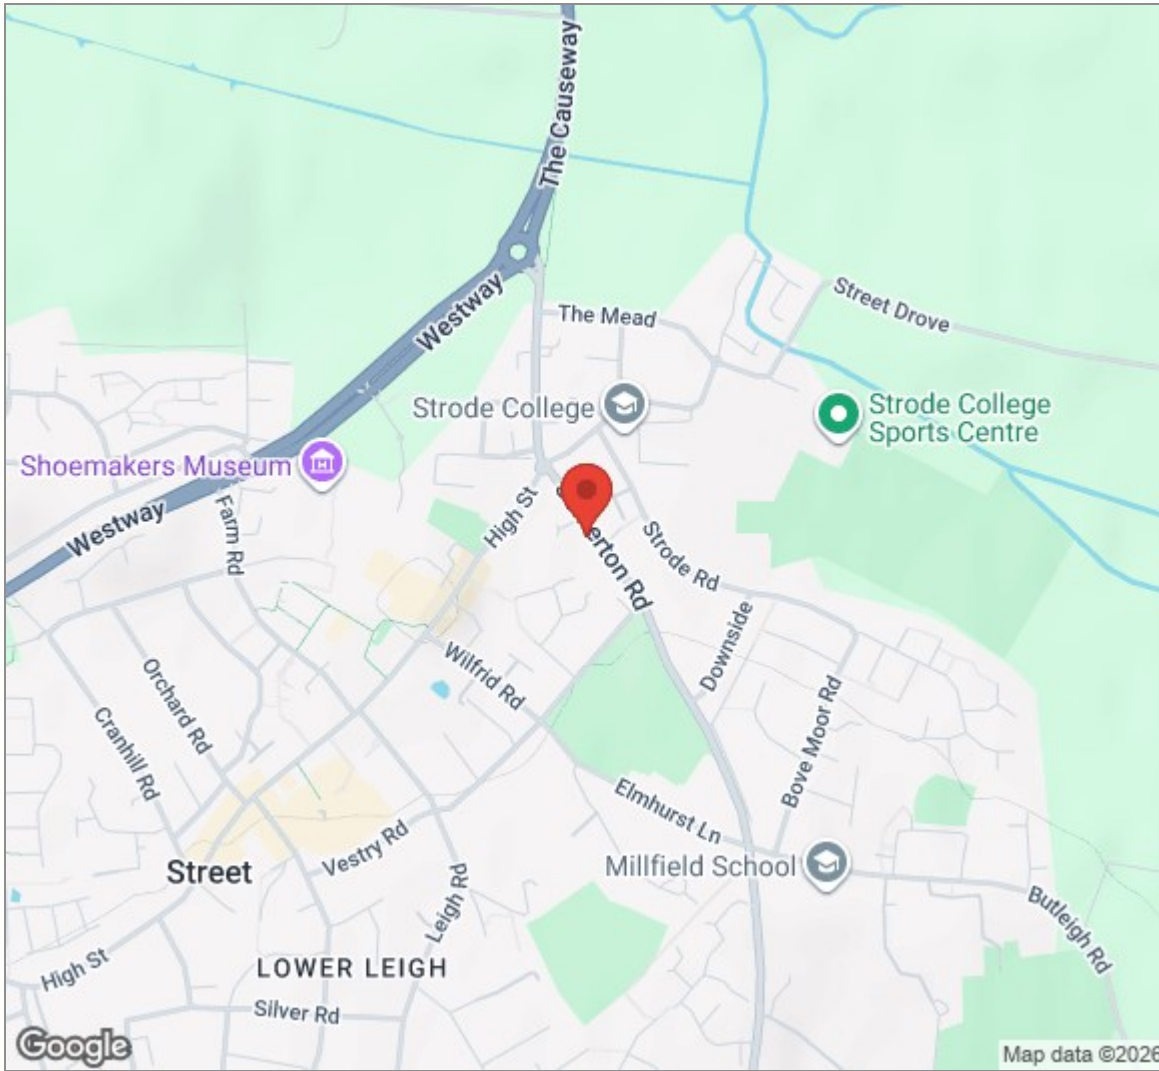 The Causeway
Westway
The Mead
Street Drove
Strode College
Strode College
Sports Centre
Shoemakers Museum
Westway
Farm Rd
High St
erton Rd
Strode Rd
Downside
Wilfrid Rd
Orchard Rd
Cranhill Rd
Bove Moor Rd
Elmhurst Ln
Vestry Rd
Millfield School
Street
Leigh Rd
Butleigh Rd
LOWER LEIGH
High St
Silver Rd
Google
Map data ©2026